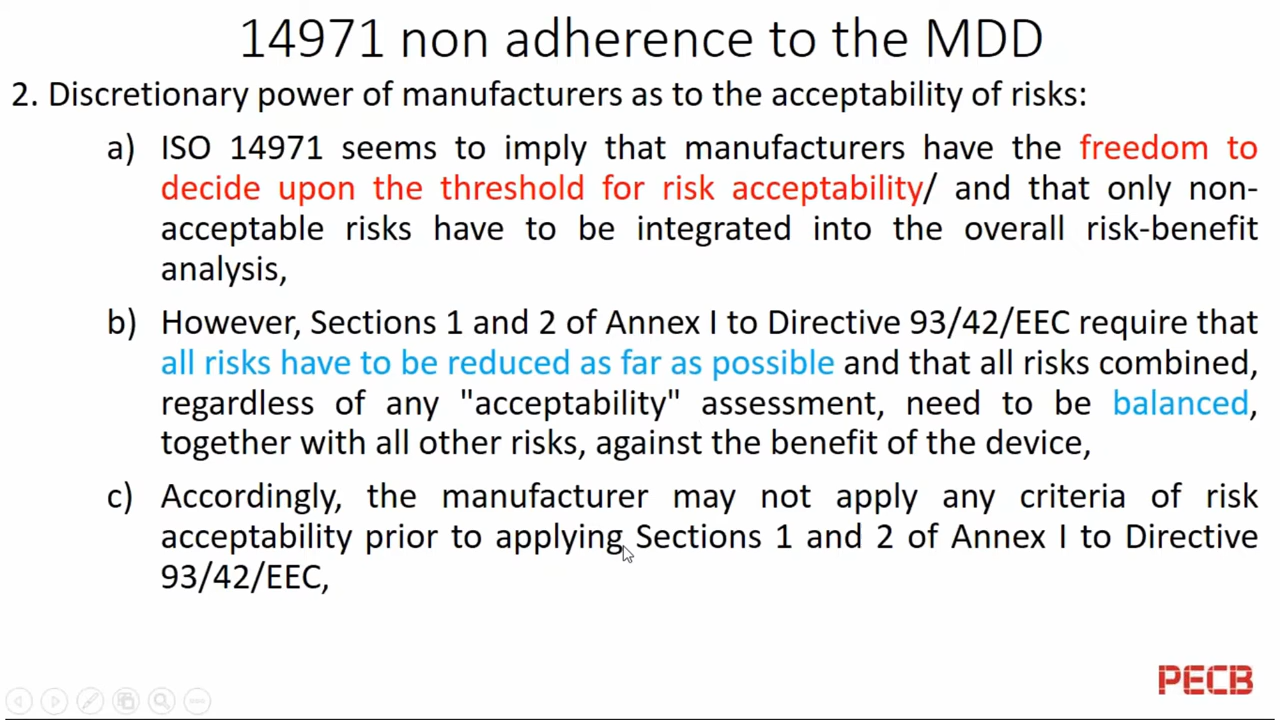 14971 non adherence to the MDD
2. Discretionary power of manufacturers as to the acceptability of risks:
a) ISO 14971 seems to imply that manufacturers have the freedom to
decide upon the threshold for risk acceptability/ and that only non-
acceptable risks have to be integrated into the overall risk-benefit
analysis,
b) However, Sections 1 and 2 of Annex I to Directive 93/42/EEC require that
all risks have to be reduced as far as possible and that all risks combined,
regardless of any "acceptability" assessment, need to be balanced,
together with all other risks, against the benefit of the device,
c) Accordingly, the manufacturer may not apply any criteria of risk
acceptability prior to applying Sections 1 and 2 of Annex I to Directive
93/42/EEC,
PECB